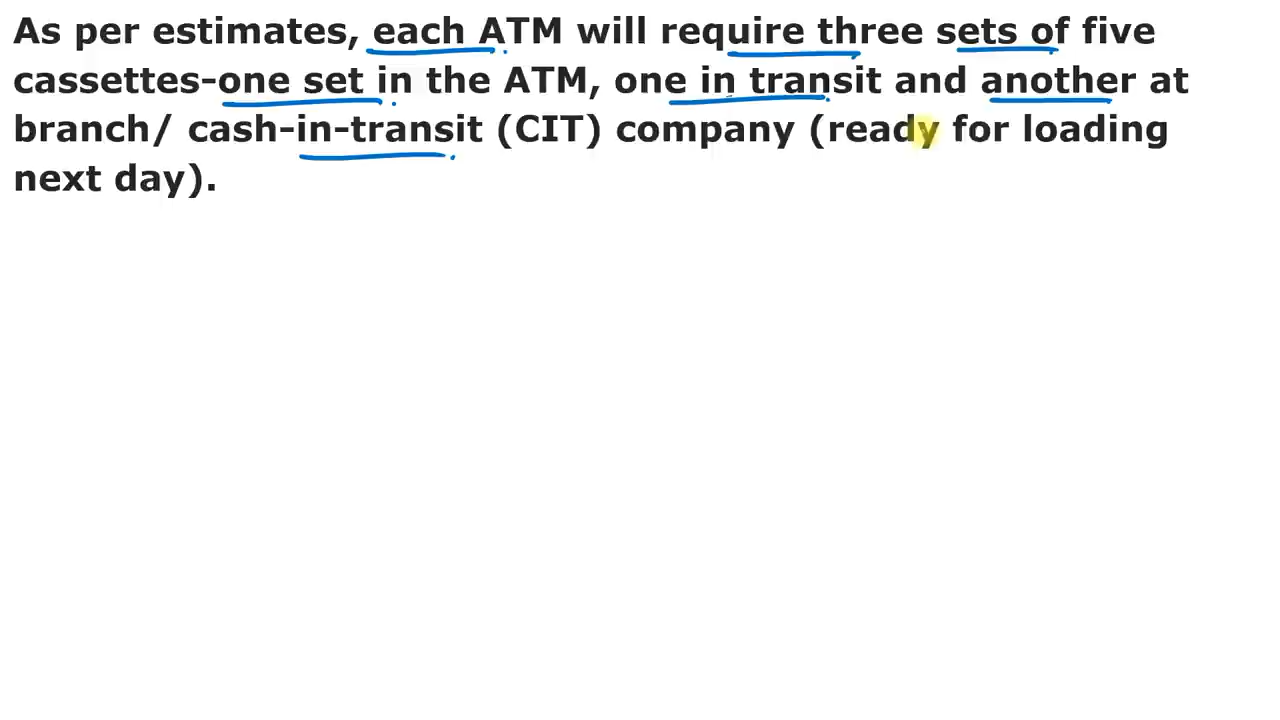 As per estimates, each ATM will require three sets of five
cassettes-one set in the ATM, one in transit and another at
branch/ cash-in-transit (CIT) company (ready for loading
next day).